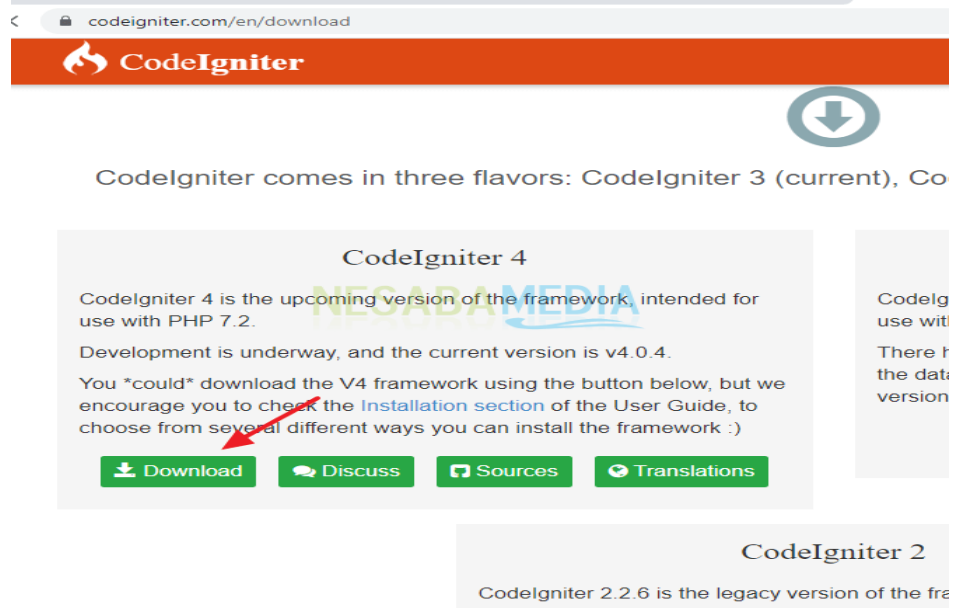 codeigniter.com/en/download
CodeIgniter
CodeIgniter comes in three flavors: CodeIgniter 3 (current), Co
CodeIgniter 4
CodeIgniter 4 is the upcoming version of the framework, intended for
use with PHP 7.2.
Development is underway, and the current version is v4.0.4.
You *could* download the V4 framework using the button below, but we
encourage you to check the Installation section of the User Guide, to
choose from several different ways you can install the framework :)
Download Discuss Sources Translations
NESABAMEDIA
CodeIg
use wit
There h
the data
version
CodeIgniter 2
CodeIgniter 2.2.6 is the legacy version of the fra